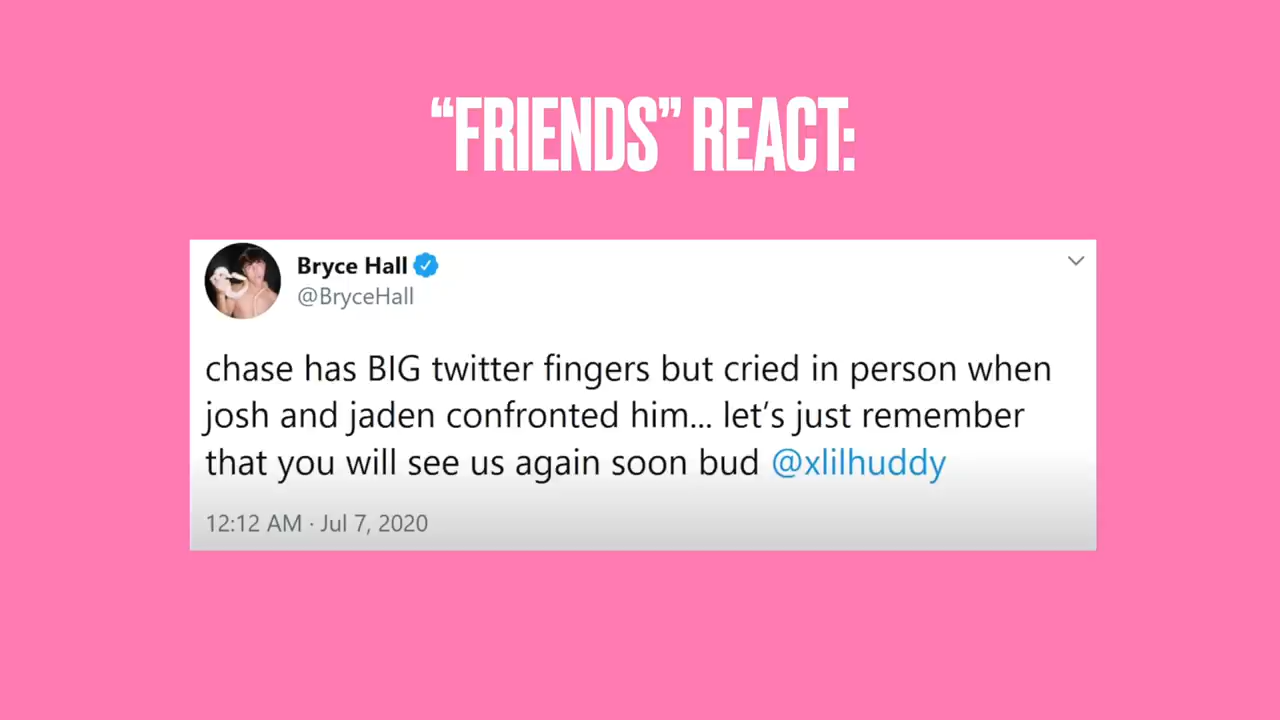 “FRIENDS” REACT:
Bryce Hall
@BryceHall
chase has BIG twitter fingers but cried in person when
josh and jaden confronted him... let's just remember
that you will see us again soon bud @xlilhuddy
12:12 AM · Jul 7, 2020